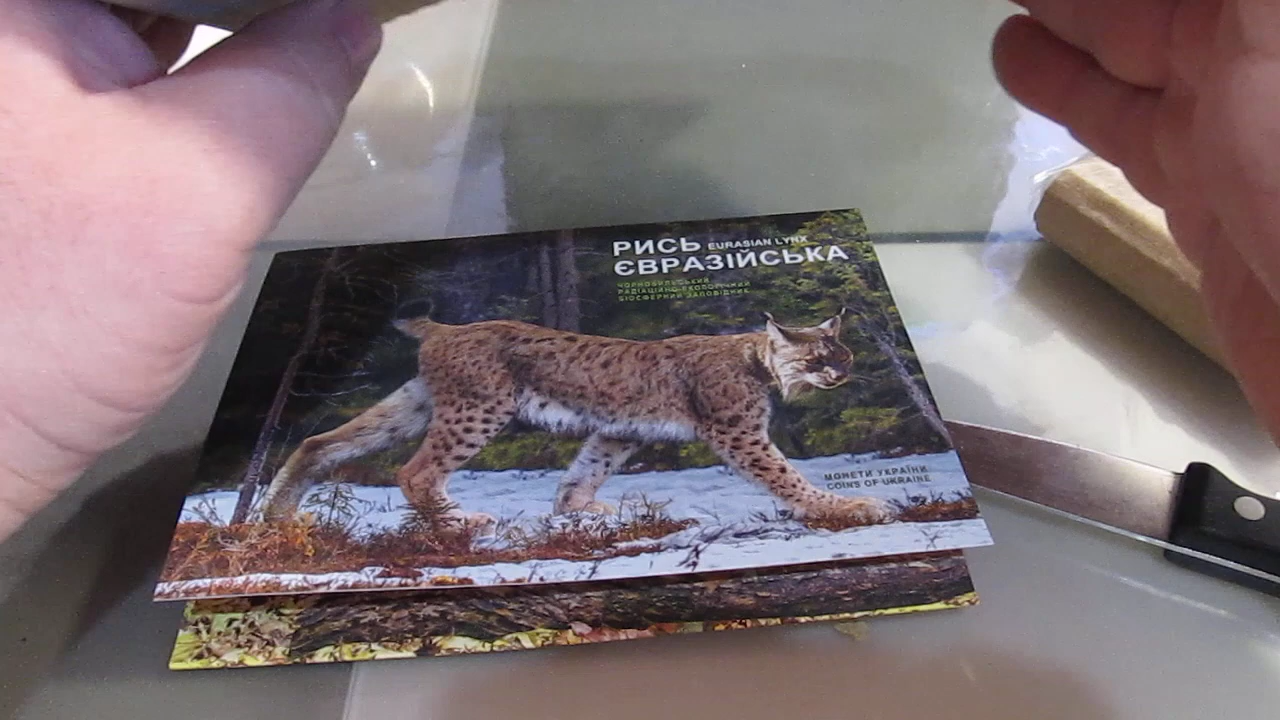 РИСЬ EURASIAN LYNX
ЄВРАЗІЙСЬКА
ЧОРНОБИЛЬСЬКИЙ
РАДІАЦІЙНО-ЕКОЛОГІЧНИЙ
БІОСФЕРНИЙ ЗАПОВІДНИК
МОНЕТИ УКРАЇНИ
COINS OF UKRAINE